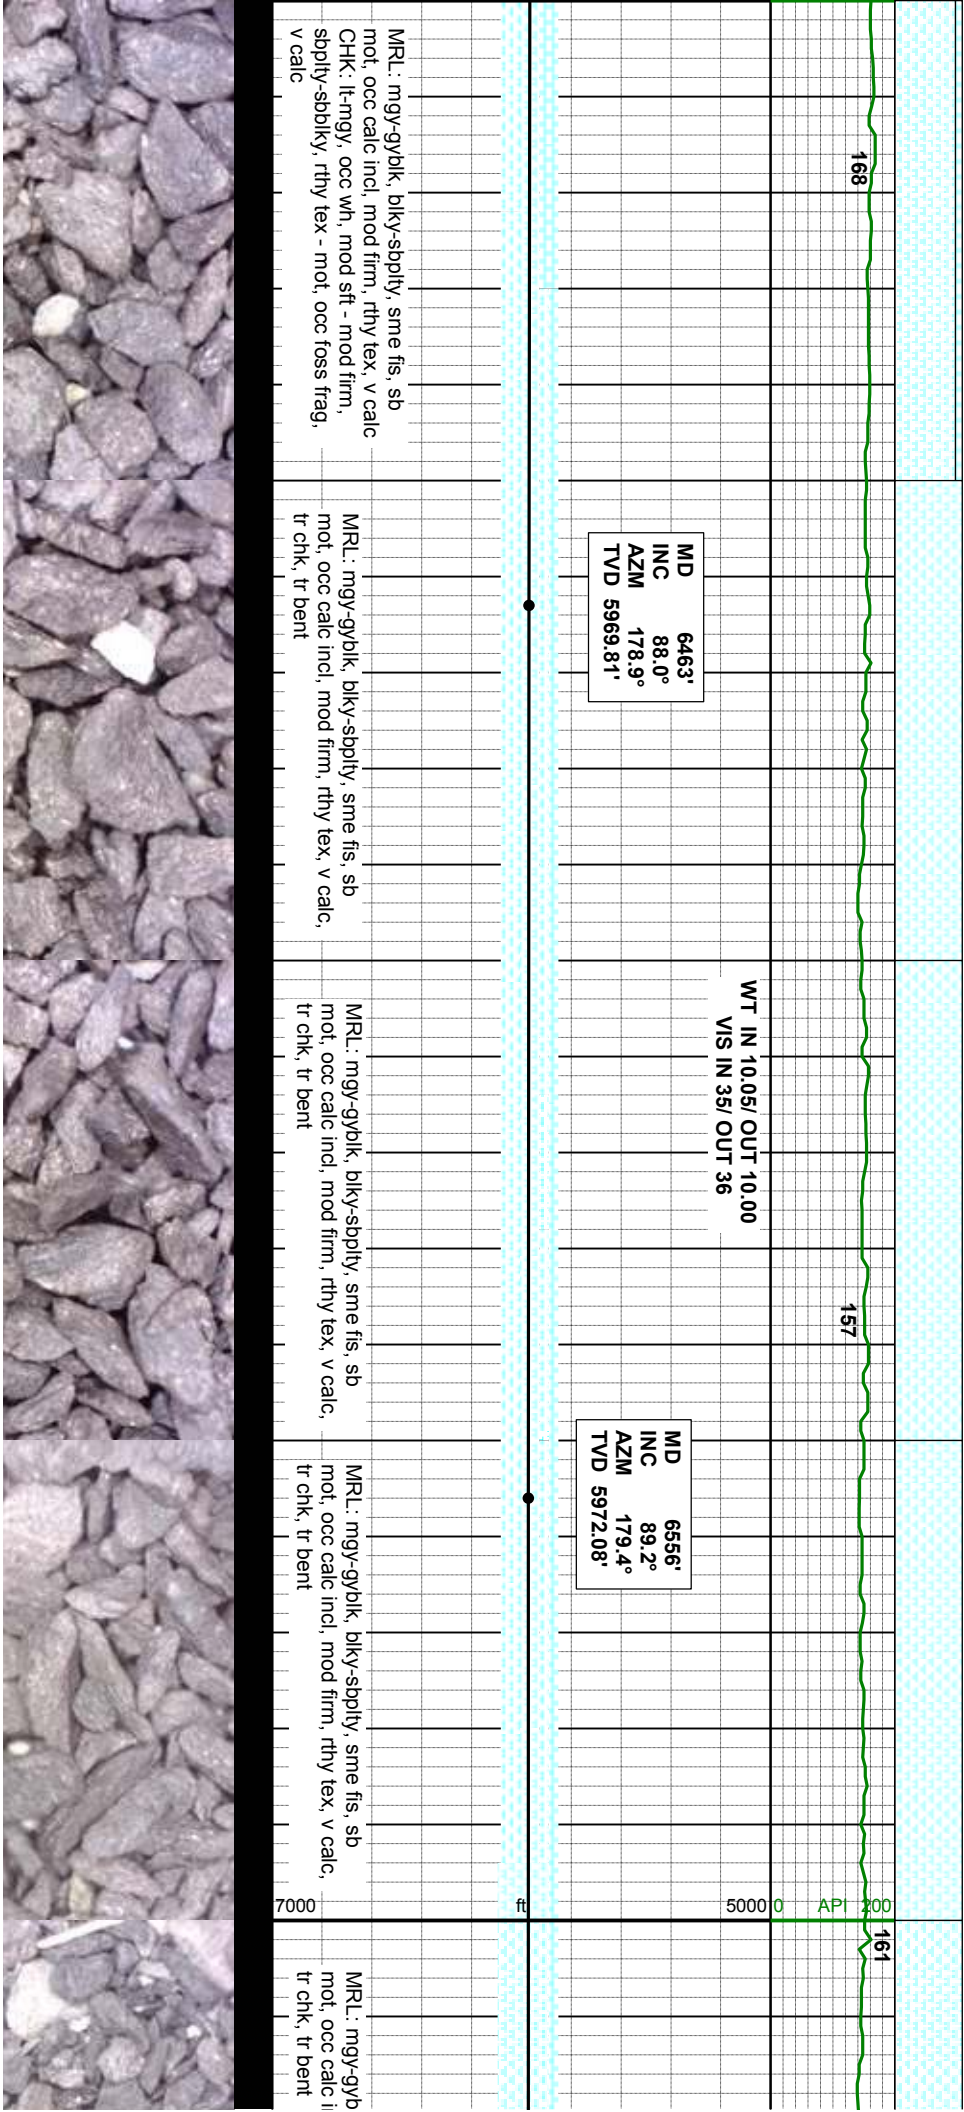 MRL: mgy-gyblk, blky-sbplty, sme fis, sb
mot, occ calc incl, mod firm, rthy tex, v calc
CHK: lt-mgy, occ wh, mod sft - mod firm,
sbplty-sbblky, rthy tex - mot, occ foss frag,
v calc
168
MD 6463'
INC 88.0°
AZM 178.9°
TVD 5969.81'
MRL: mgy-gyblk, blky-sbplty, sme fis, sb
mot, occ calc incl, mod firm, rthy tex, v calc,
tr chk, tr bent
WT IN 10.05/ OUT 10.00
VIS IN 35/ OUT 36
MRL: mgy-gyblk, blky-sbplty, sme fis, sb
mot, occ calc incl, mod firm, rthy tex, v calc,
tr chk, tr bent
157
MD 6556'
INC 89.2°
AZM 179.4°
TVD 5972.08'
MRL: mgy-gyblk, blky-sbplty, sme fis, sb
mot, occ calc incl, mod firm, rthy tex, v calc,
tr chk, tr bent
7000 ft 5000
0 API 200
161
MRL: mgy-gyb
mot, occ calc i
tr chk, tr bent